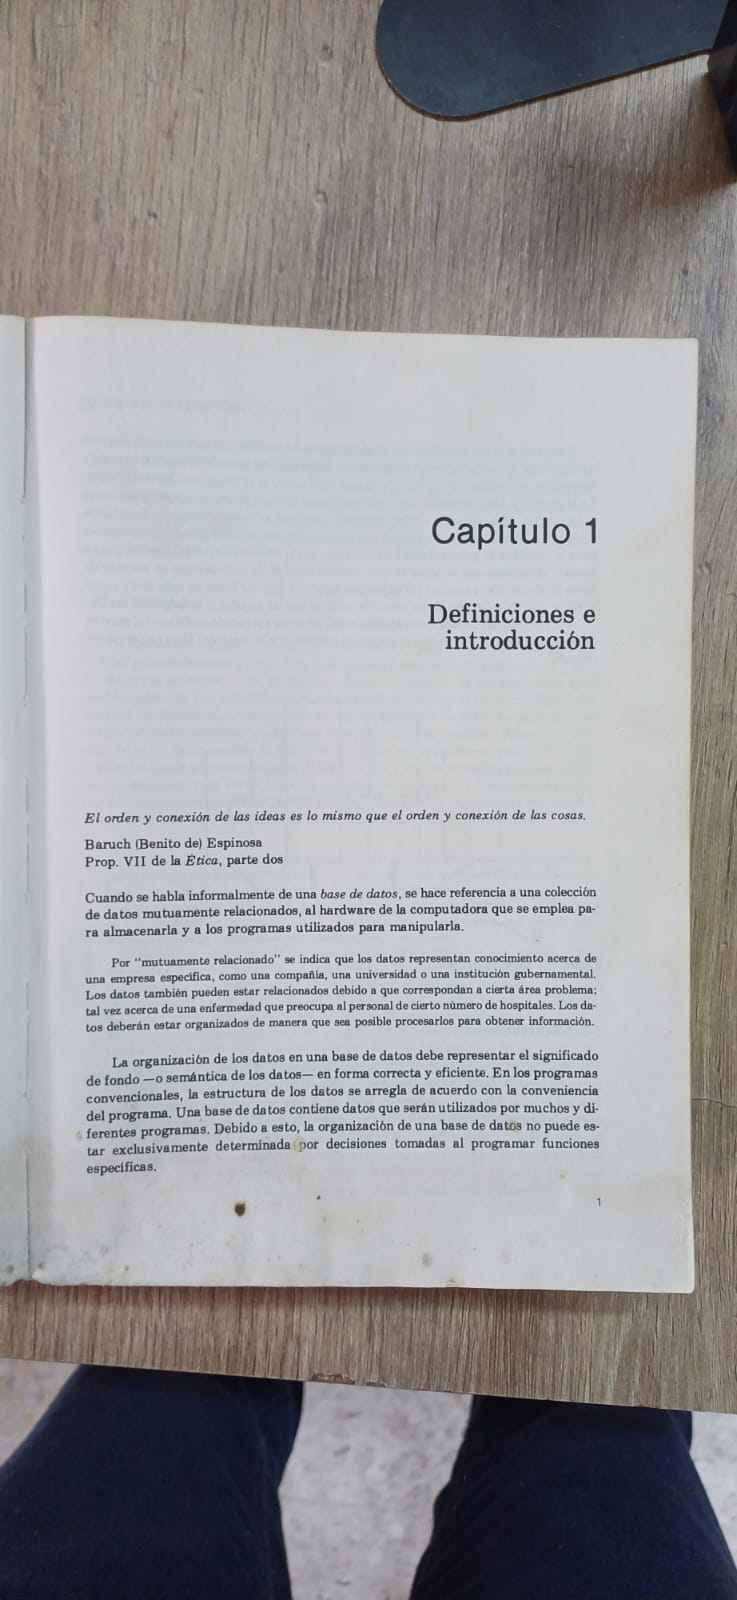 Capítulo 1
Definiciones e
introducción
El orden y conexión de las ideas es lo mismo que el orden y conexión de las cosas.
Baruch (Benito de) Espinosa
Prop. VII de la Ética, parte dos
Cuando se habla informalmente de una base de datos, se hace referencia a una colección
de datos mutuamente relacionados, al hardware de la computadora que se emplea pa-
ra almacenarla y a los programas utilizados para manipularla.
Por "mutuamente relacionado" se indica que los datos representan conocimiento acerca de
una empresa específica, como una compañía, una universidad o una institución gubernamental.
Los datos también pueden estar relacionados debido a que correspondan a cierta área problema;
tal vez acerca de una enfermedad que preocupa al personal de cierto número de hospitales. Los da-
tos deberán estar organizados de manera que sea posible procesarlos para obtener información.
La organización de los datos en una base de datos debe representar el significado
de fondo —o semántica de los datos— en forma correcta y eficiente. En los programas
convencionales, la estructura de los datos se arregla de acuerdo con la conveniencia
del programa. Una base de datos contiene datos que serán utilizados por muchos y di-
ferentes programas. Debido a esto, la organización de una base de datos no puede es-
tar exclusivamente determinada por decisiones tomadas al programar funciones
específicas.
1